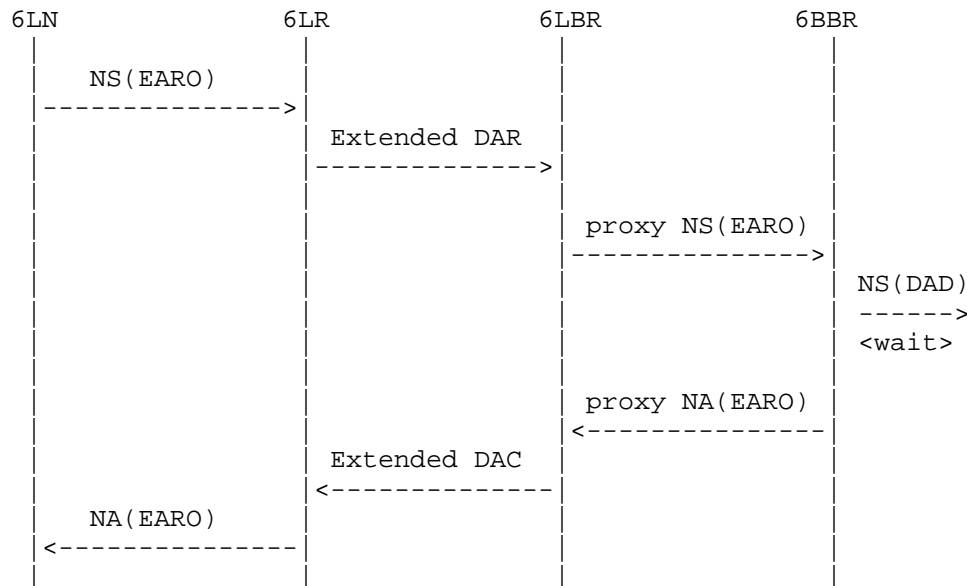 6LN 6LR 6LBR 6BBR
NS(EARO)
Extended DAR
proxy NS(EARO)
NS(DAD)
<wait>
proxy NA(EARO)
Extended DAC
NA(EARO)